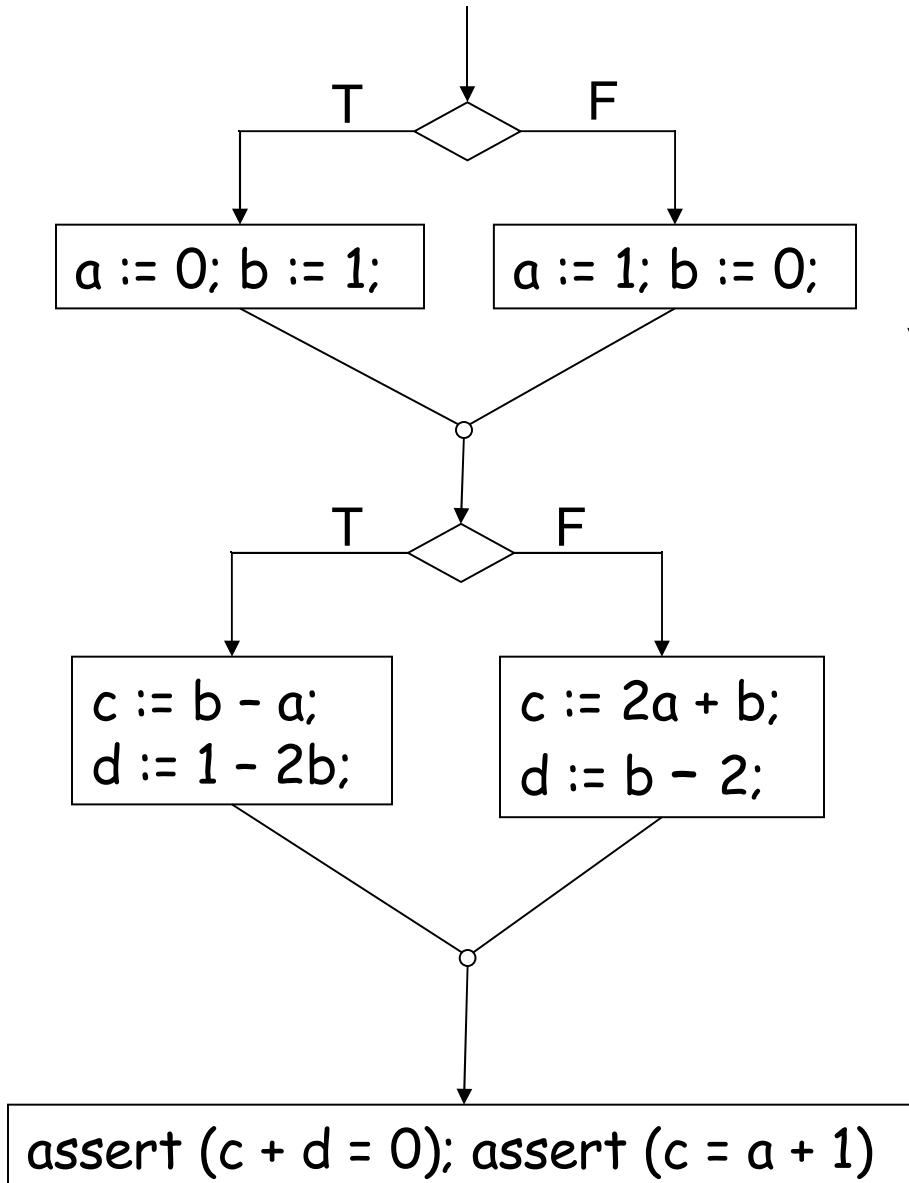 T F
a := 0; b := 1; a := 1; b := 0;
T F
c := b – a; c := 2a + b;
d := 1 – 2b; d := b – 2;
assert (c + d = 0); assert (c = a + 1)